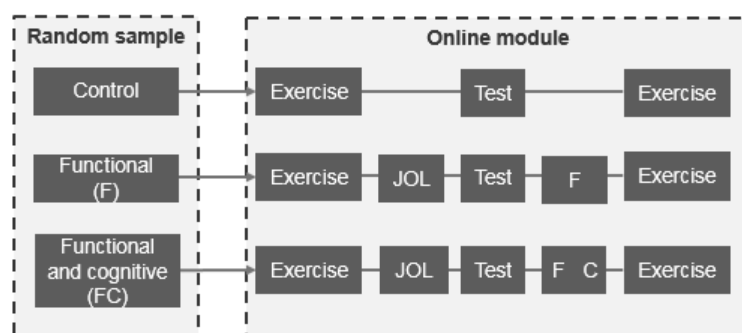 Random sample
Online module
Control
Exercise
Test
Exercise
Functional
(F)
Exercise
JOL
Test
F
Exercise
Functional
and cognitive
(FC)
Exercise
JOL
Test
F C
Exercise